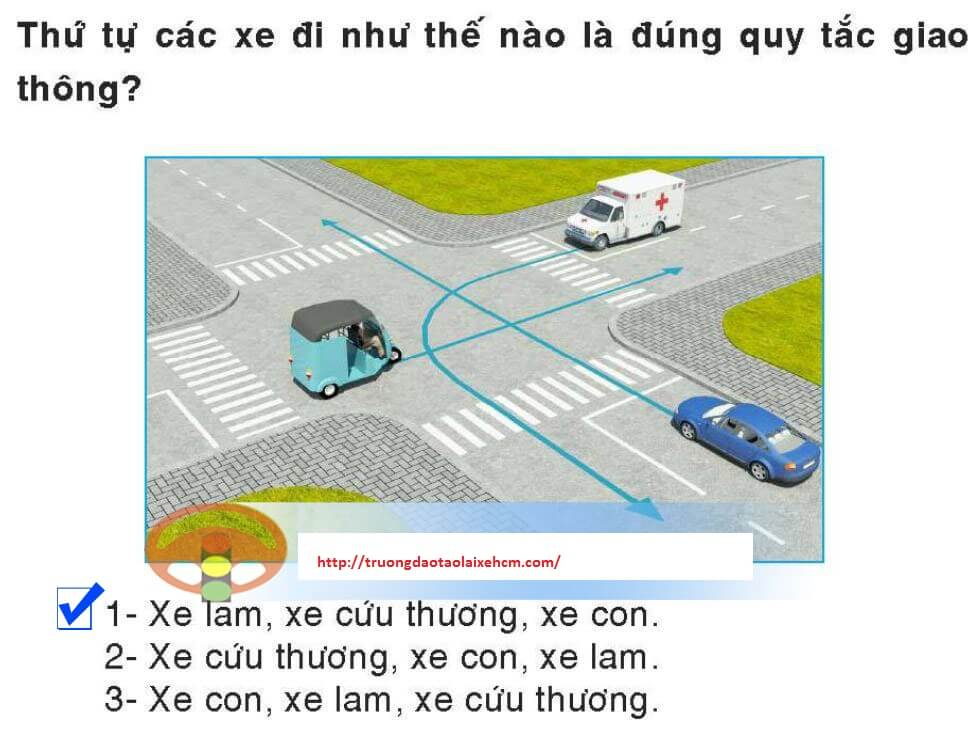 Thứ tự các xe đi như thế nào là đúng quy tắc giao
thông?
http://truongdaotaolaixehcm.com/
1- Xe lam, xe cứu thương, xe con.
2- Xe cứu thương, xe con, xe lam.
3- Xe con, xe lam, xe cứu thương.